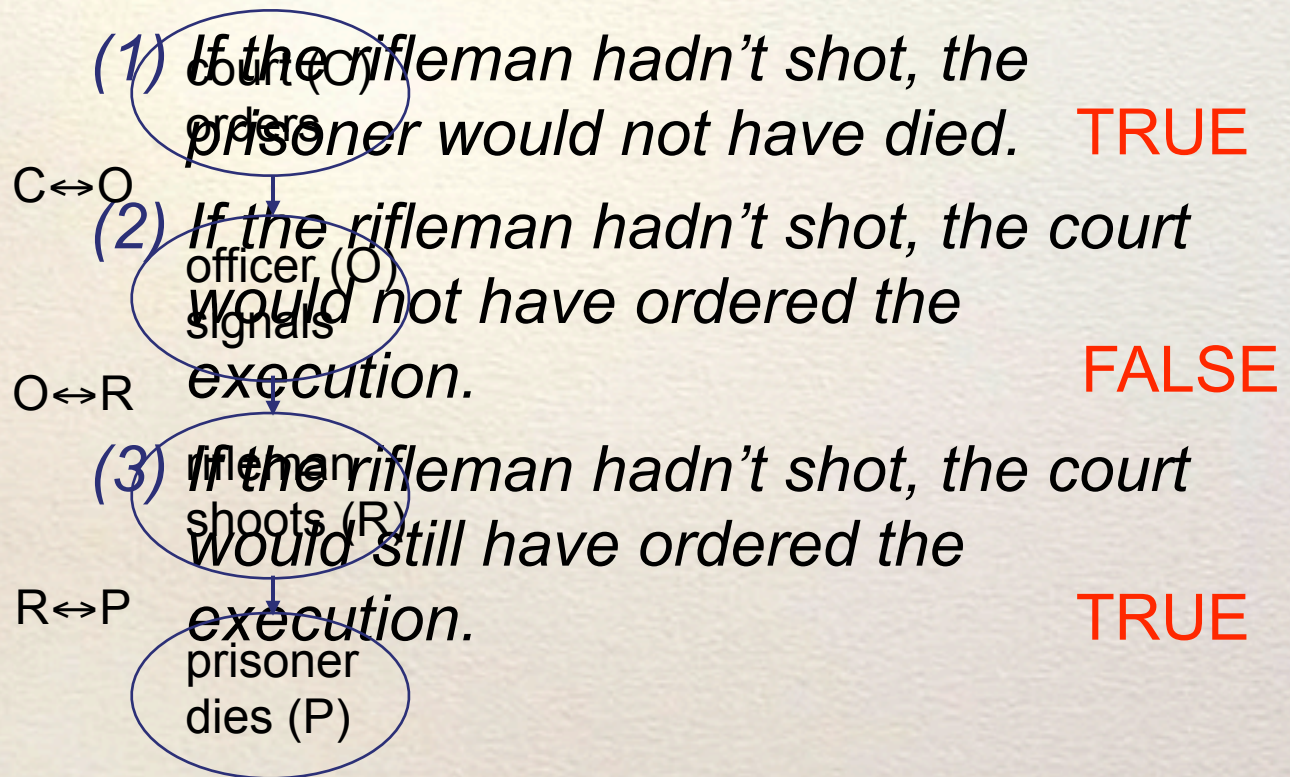 (1) If the rifleman hadn’t shot, the
prisoner would not have died. TRUE
(2) If the rifleman hadn’t shot, the court
would not have ordered the
execution. FALSE
(3) If the rifleman hadn’t shot, the court
would still have ordered the
execution. TRUE
court (C)
orders
C↔O
officer (O)
signals
O↔R
rifleman
shoots (R)
R↔P
prisoner
dies (P)